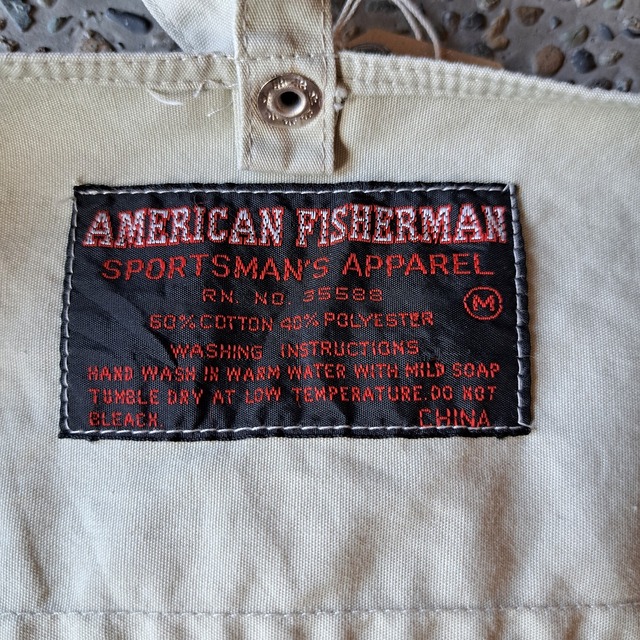 AMERICAN FISHERMAN
SPORTSMAN'S APPAREL
RN. NO. 35588
M
60% COTTON 40% POLYESTER
WASHING INSTRUCTIONS
HAND WASH IN WARM WATER WITH MILD SOAP
TUMBLE DRY AT LOW TEMPERATURE.DO NOT
BLEACH.
CHINA